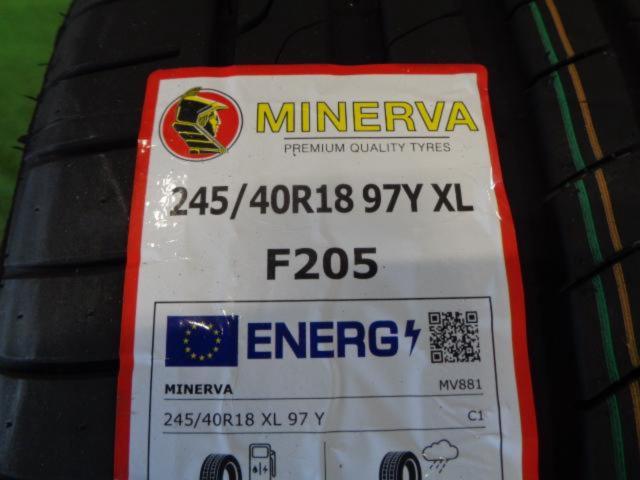 MINERVA
PREMIUM QUALITY TYRES
245/40R18 97Y XL
F205
ENERG
MINERVA MV881
245/40R18 XL 97 Y C1